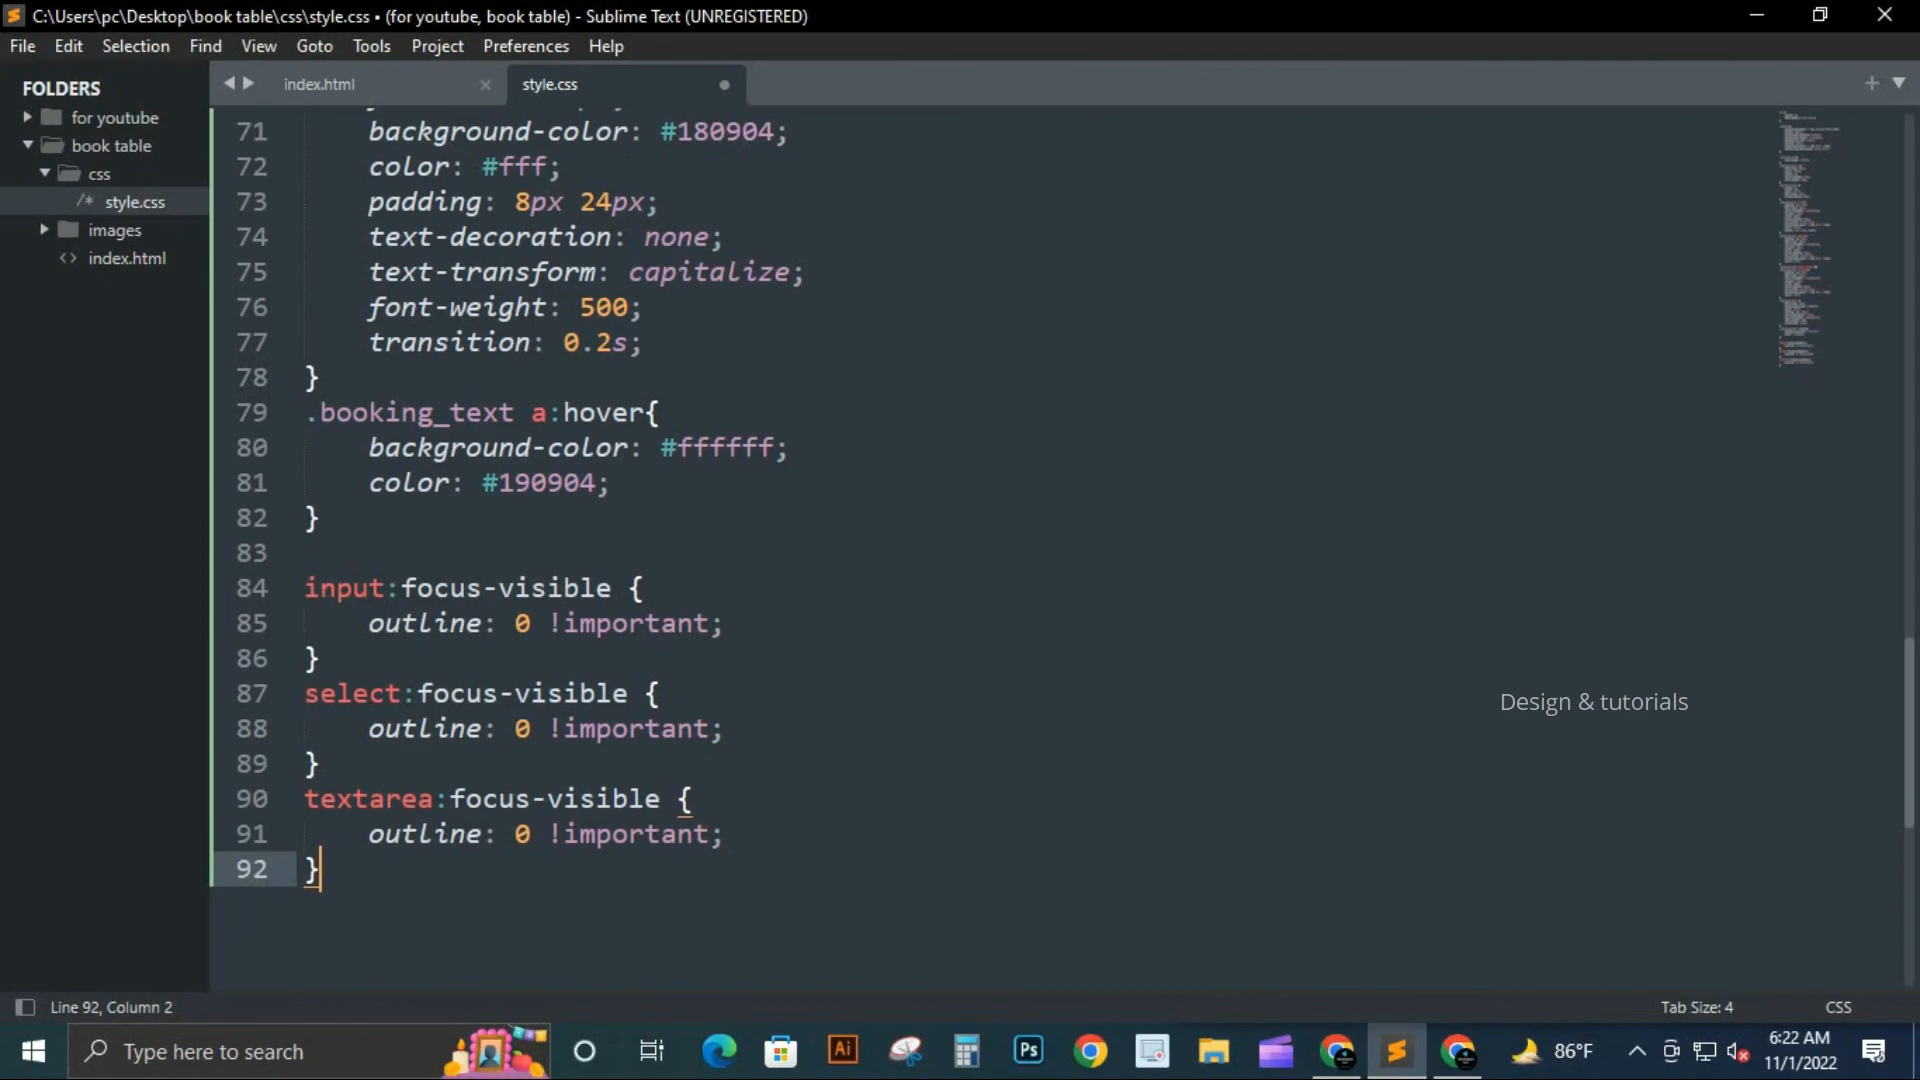 C:\Users\pc\Desktop\book table\css\style.css • (for youtube, book table) - Sublime Text (UNREGISTERED)
File Edit Selection Find View Goto Tools Project Preferences Help
FOLDERS
for youtube
book table
css
/* style.css
images
<> index.html
index.html
style.css
71 background-color: #180904;
72 color: #fff;
73 padding: 8px 24px;
74 text-decoration: none;
75 text-transform: capitalize;
76 font-weight: 500;
77 transition: 0.2s;
78 }
79 .booking_text a:hover{
80 background-color: #ffffff;
81 color: #190904;
82 }
83
84 input:focus-visible {
85 outline: 0 !important;
86 }
87 select:focus-visible {
88 outline: 0 !important;
89 }
90 textarea:focus-visible {
91 outline: 0 !important;
92 }
Design & tutorials
Line 92, Column 2
Tab Size: 4
CSS
Type here to search
Ai
Ps
86°F
6:22 AM
11/1/2022